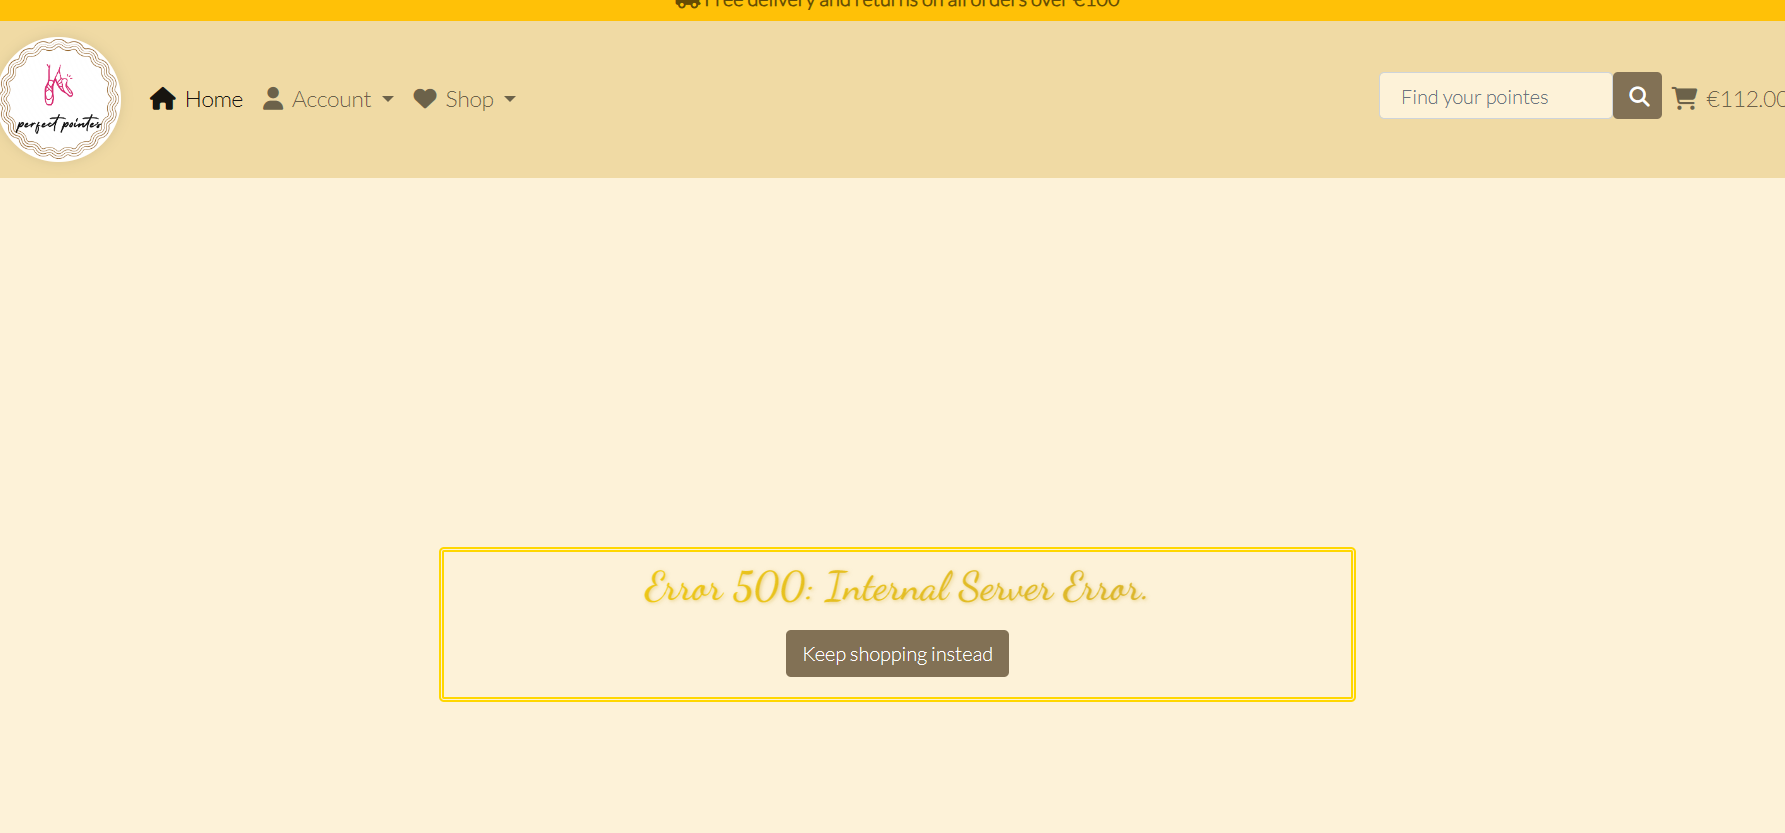 Free delivery and returns on all orders over €100
perfect pointes
Home
Account
Shop
Find your pointes
€112.00
Error 500: Internal Server Error.
Keep shopping instead